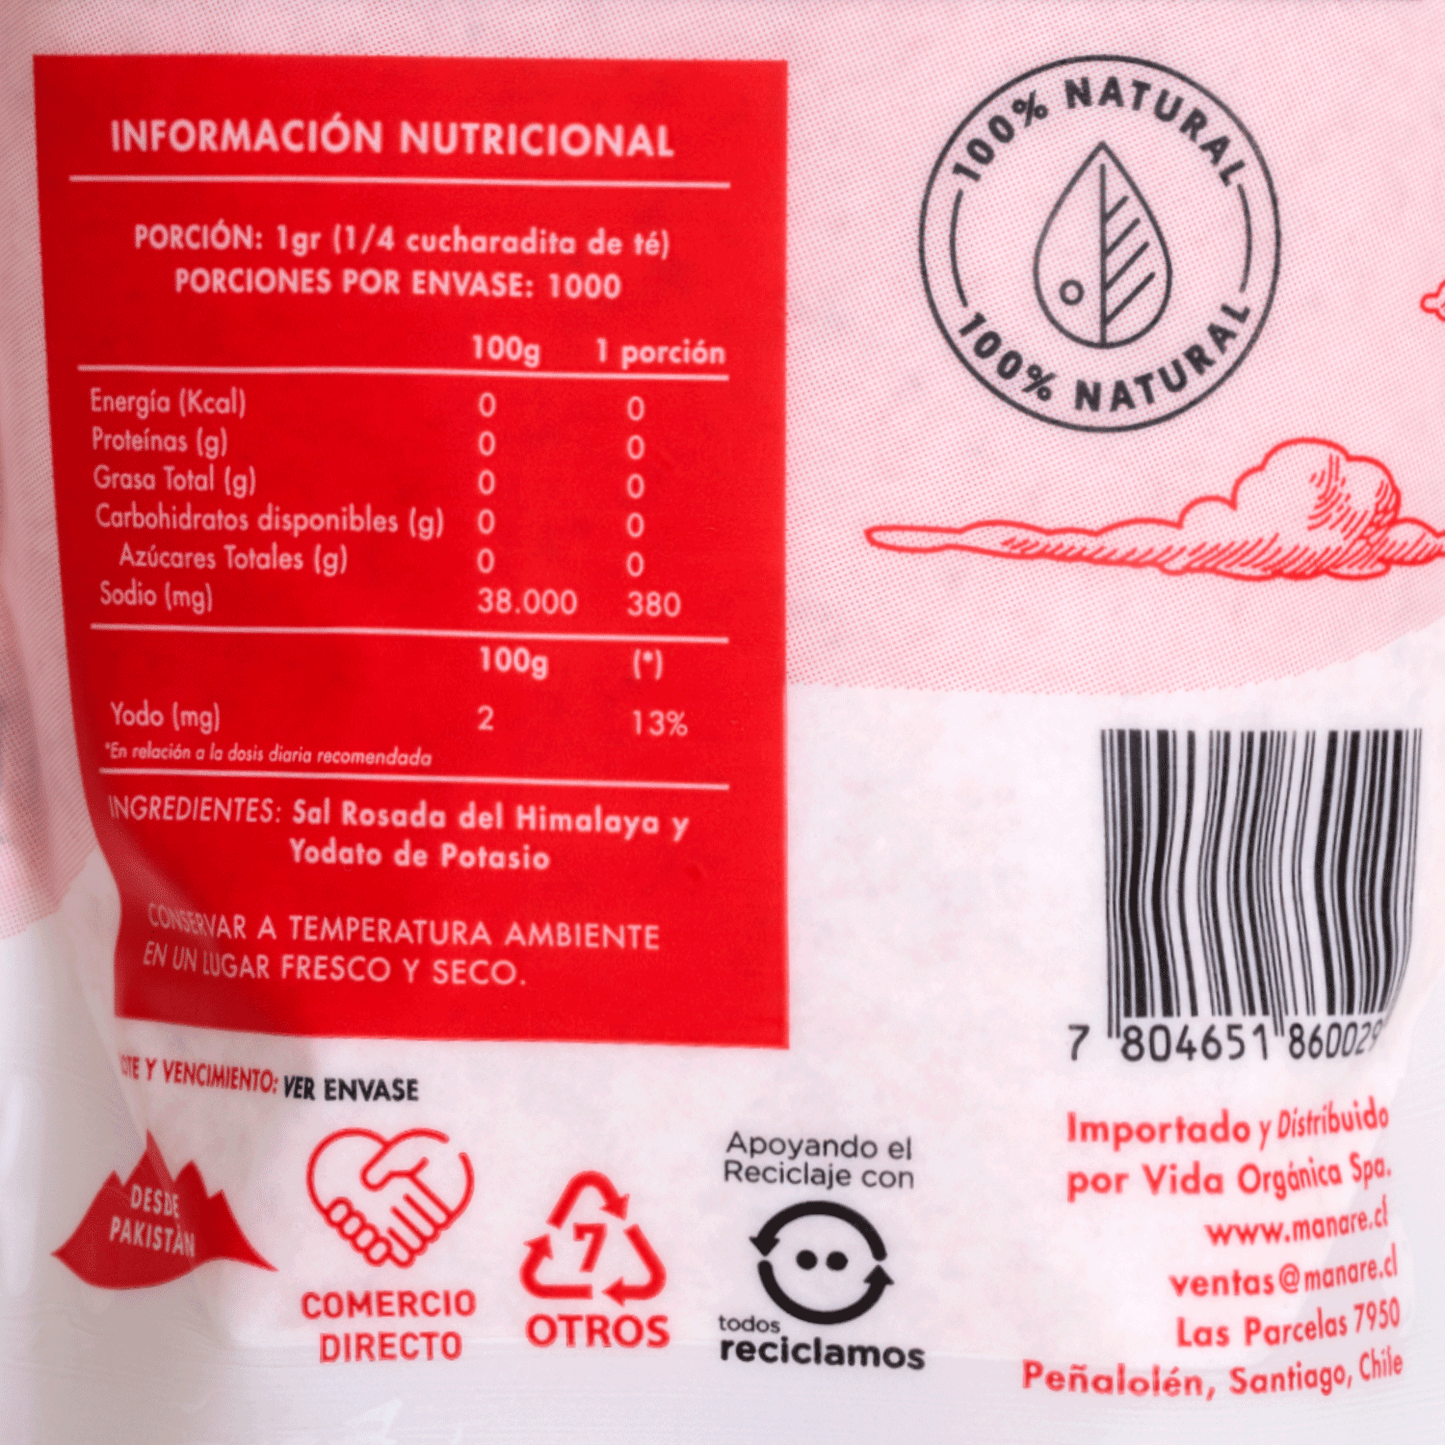 INFORMACIÓN NUTRICIONAL
PORCIÓN: 1gr (1/4 cucharadita de té)
PORCIONES POR ENVASE: 1000
100g 1 porción
Energía (Kcal) 0 0
Proteínas (g) 0 0
Grasa Total (g) 0 0
Carbohidratos disponibles (g) 0 0
Azúcares Totales (g) 0 0
Sodio (mg) 38.000 380
100g (*)
Yodo (mg) 2 13%
*En relación a la dosis diaria recomendada
INGREDIENTES: Sal Rosada del Himalaya y
Yodato de Potasio
CONSERVAR A TEMPERATURA AMBIENTE
EN UN LUGAR FRESCO Y SECO.
OTE Y VENCIMIENTO: VER ENVASE
DESDE
PAKISTÁN
COMERCIO
DIRECTO
7
OTROS
Apoyando el
Reciclaje con
todos
reciclamos
100% NATURAL
100% NATURAL
7 804651 860029
Importado y Distribuido
por Vida Orgánica Spa.
www.manare.cl
ventas@manare.cl
Las Parcelas 7950
Peñalolén, Santiago, Chile